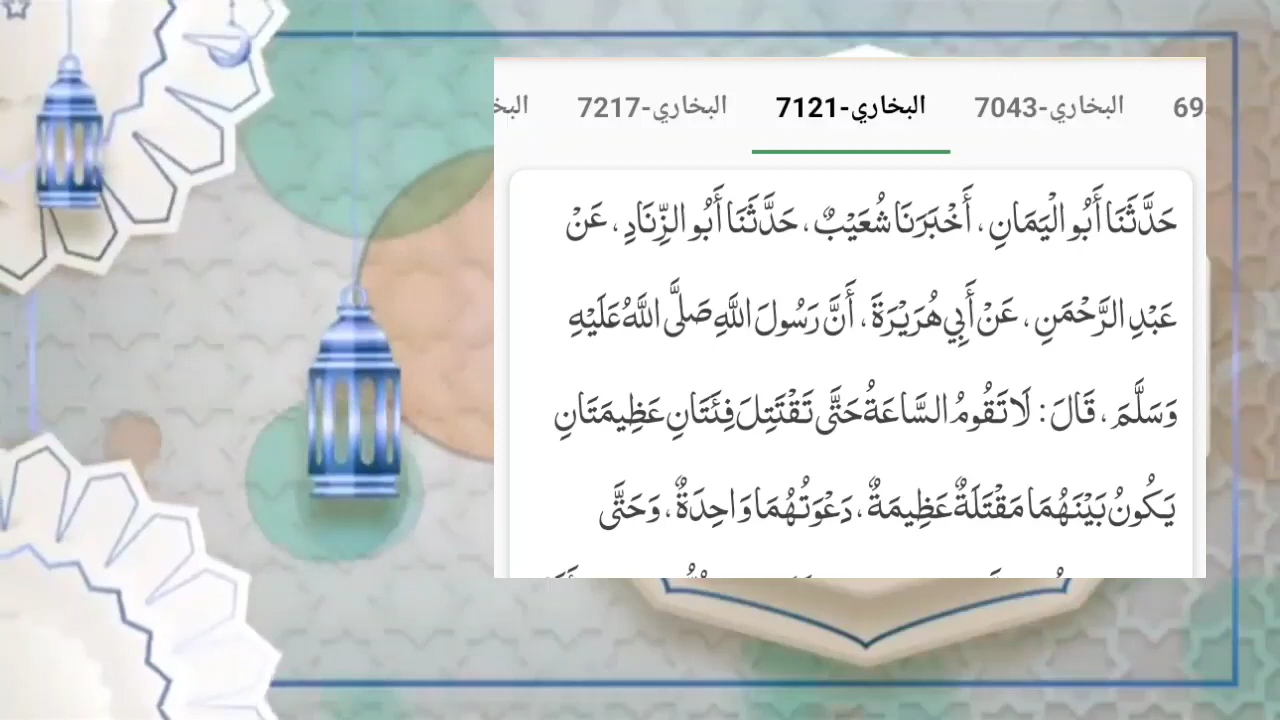 البخاري-7043 البخاري-7121 البخاري-7217
حَدَّثَنَا أَبُو الْيَمَانِ، أَخْبَرَنَا شُعَيْبٌ، حَدَّثَنَا أَبُو الزِّنَادِ، عَنْ
عَبْدِ الرَّحْمَنِ، عَنْ أَبِي هُرَيْرَةَ، أَنَّ رَسُولَ اللَّهِ صَلَّى اللَّهُ عَلَيْهِ
وَسَلَّمَ، قَالَ: لَا تَقُومُ السَّاعَةُ حَتَّى تَقْتَتِلَ فِئَتَانِ عَظِيمَتَانِ
يَكُونُ بَيْنَهُمَا مَقْتَلَةٌ عَظِيمَةٌ، دَعْوَتُهُمَا وَاحِدَةٌ، وَحَتَّى